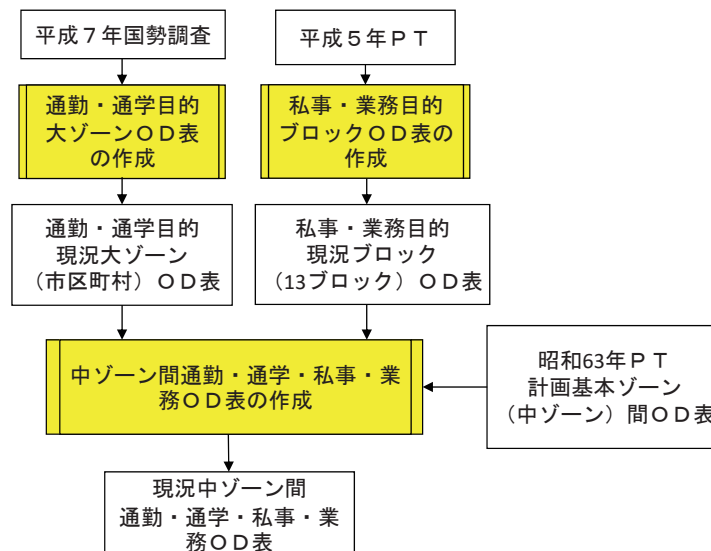 平成７年国勢調査
平成５年ＰＴ
通勤・通学目的
大ゾーンＯＤ表
の作成
私事・業務目的
ブロックＯＤ表の
作成
通勤・通学目的
現況大ゾーン
（市区町村）ＯＤ表
私事・業務目的
現況ブロック
（13ブロック）ＯＤ表
中ゾーン間通勤・通学・私事・業
務ＯＤ表の作成
昭和63年ＰＴ
計画基本ゾーン
（中ゾーン）間ＯＤ表
現況中ゾーン間
通勤・通学・私事・業
務ＯＤ表